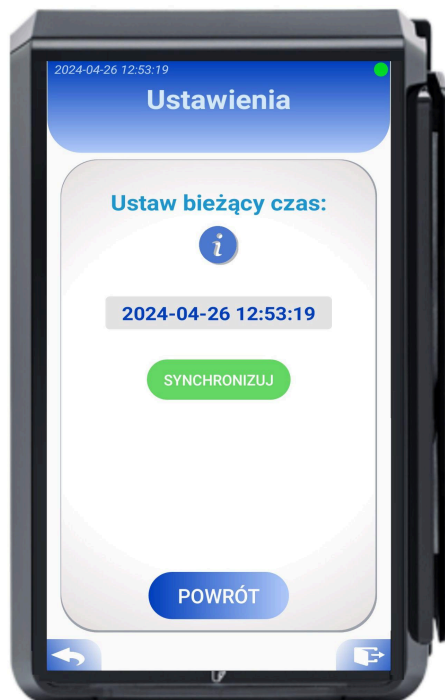 2024-04-26 12:53:19
Ustawienia
Ustaw bieżący czas:
i
2024-04-26 12:53:19
SYNCHRONIZUJ
POWRÓT